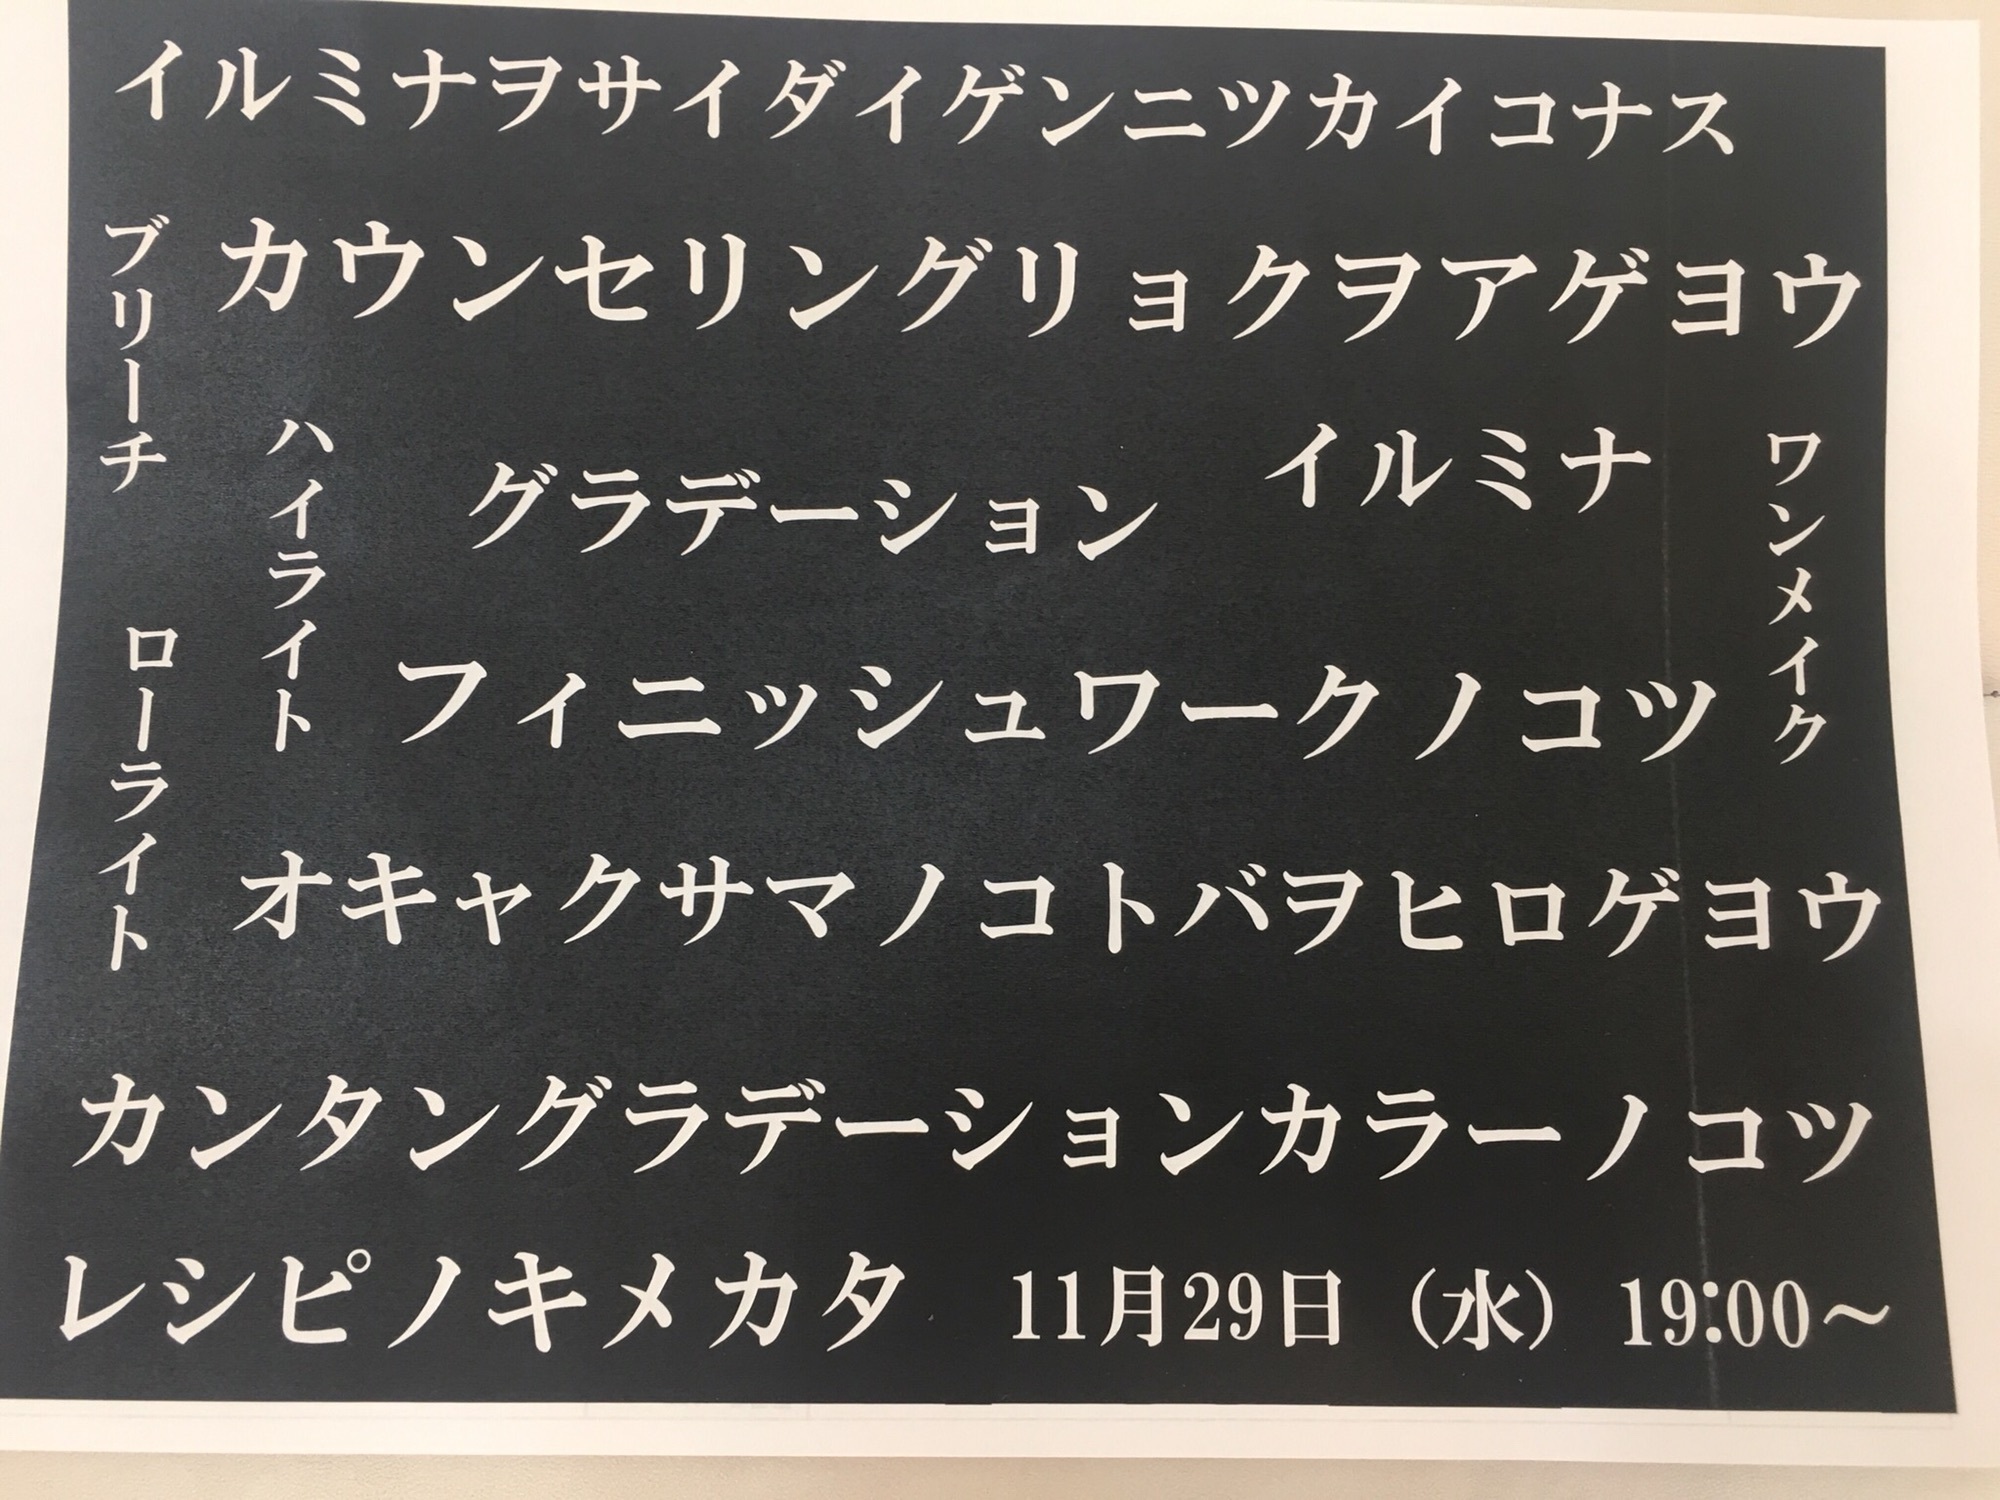 イルミナヲサイダイゲンニツカイコナス
カウンセリングリョクヲアゲヨウ
ブリーチ
ハイライト
グラデーション
イルミナ
ワンメイク
ローライト
フィニッシュワークノコツ
オキャクサマノコトバヲヒロゲヨウ
カンタングラデーションカラーノコツ
レシピノキメカタ 11月29日（水） 19:00～